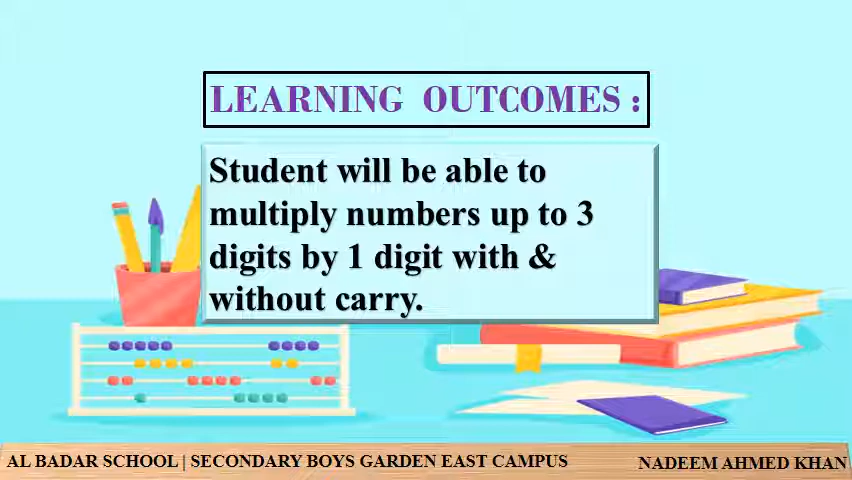 LEARNING OUTCOMES :
Student will be able to
multiply numbers up to 3
digits by 1 digit with &
without carry.
AL BADAR SCHOOL | SECONDARY BOYS GARDEN EAST CAMPUS
NADEEM AHMED KHAN